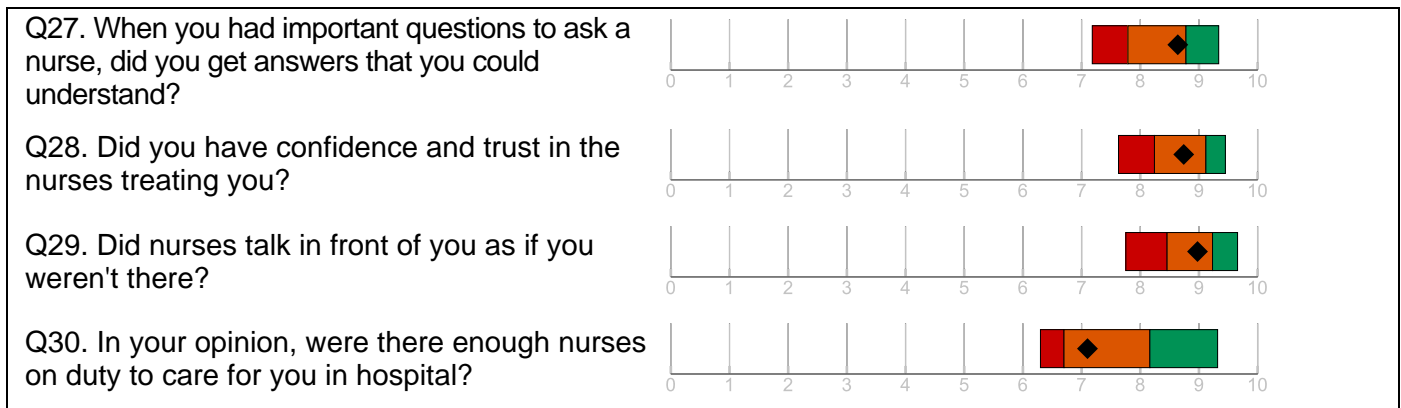 Q27. When you had important questions to ask a
nurse, did you get answers that you could
understand?
0 1 2 3 4 5 6 7 8 9 10
Q28. Did you have confidence and trust in the
nurses treating you?
0 1 2 3 4 5 6 7 8 9 10
Q29. Did nurses talk in front of you as if you
weren't there?
0 1 2 3 4 5 6 7 8 9 10
Q30. In your opinion, were there enough nurses
on duty to care for you in hospital?
0 1 2 3 4 5 6 7 8 9 10